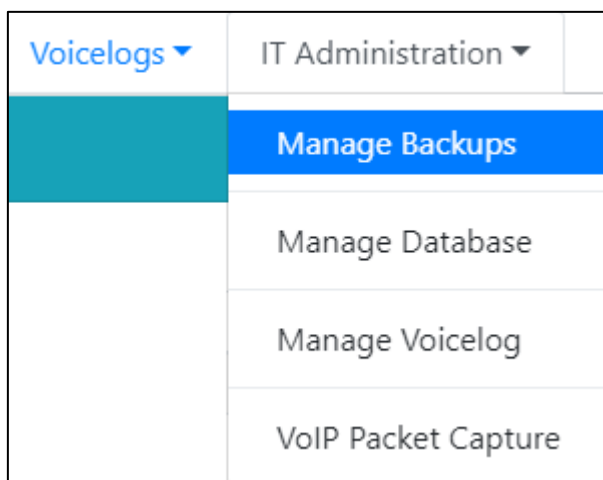 Voicelogs IT Administration
Manage Backups
Manage Database
Manage Voicelog
VoIP Packet Capture